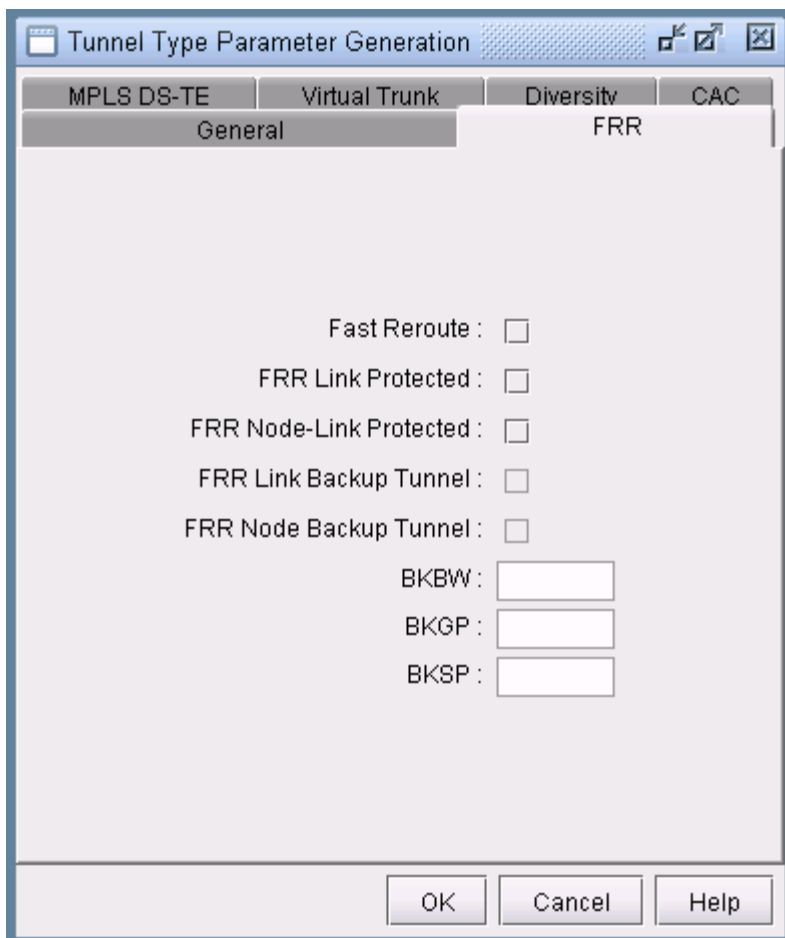 Tunnel Type Parameter Generation
MPLS DS-TE Virtual Trunk Diversity CAC
General FRR
Fast Reroute :
FRR Link Protected :
FRR Node-Link Protected :
FRR Link Backup Tunnel :
FRR Node Backup Tunnel :
BKBW :
BKGP :
BKSP :
OK Cancel Help